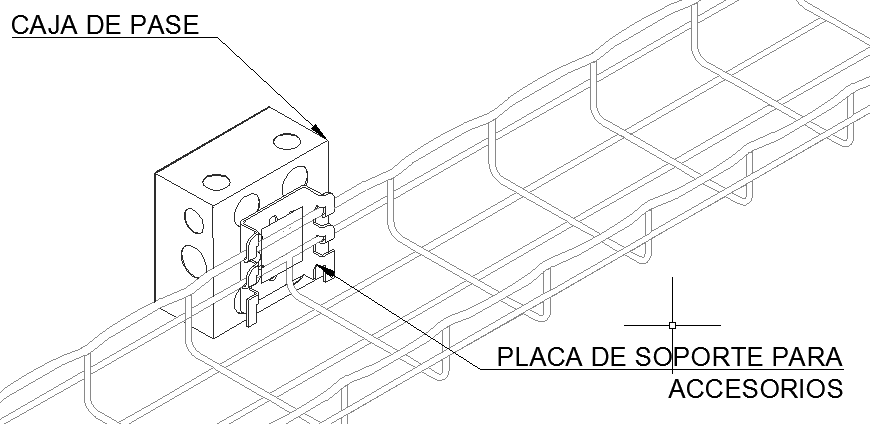 CAJA DE PASE
PLACA DE SOPORTE PARA
ACCESORIOS